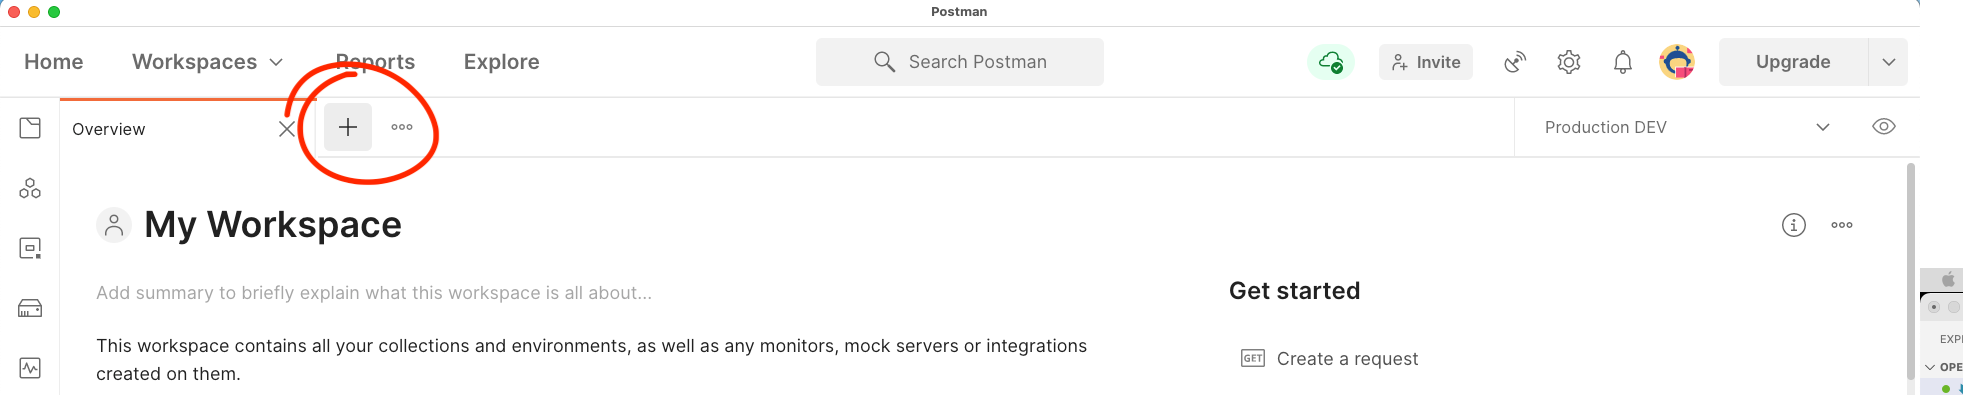 Postman
Home
Workspaces
Reports
Explore
Search Postman
Invite
Upgrade
Overview
Production DEV
My Workspace
Add summary to briefly explain what this workspace is all about...
Get started
This workspace contains all your collections and environments, as well as any monitors, mock servers or integrations
created on them.
GET Create a request
EXPI
OPE